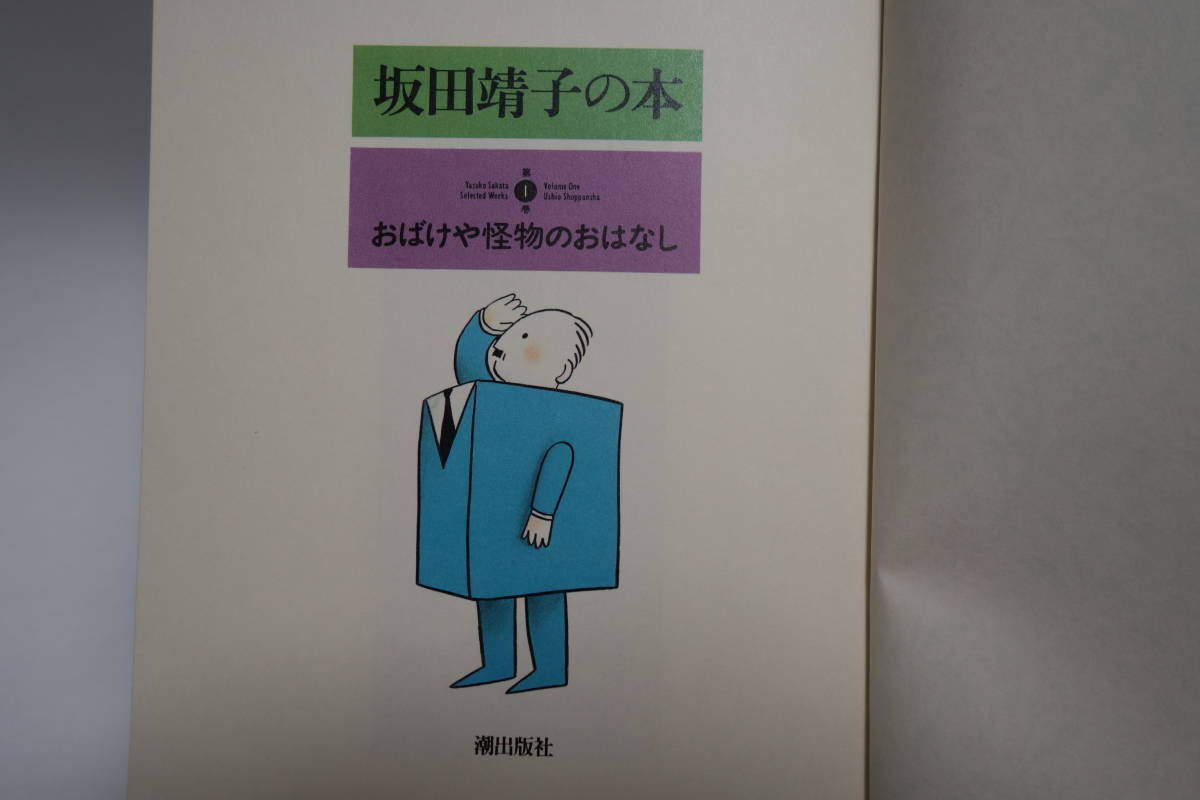 坂田靖子の本
第
1
巻
Yasuko Sakata
Selected Works
Volume One
Ushio Shuppansha
おばけや怪物のおはなし
潮出版社